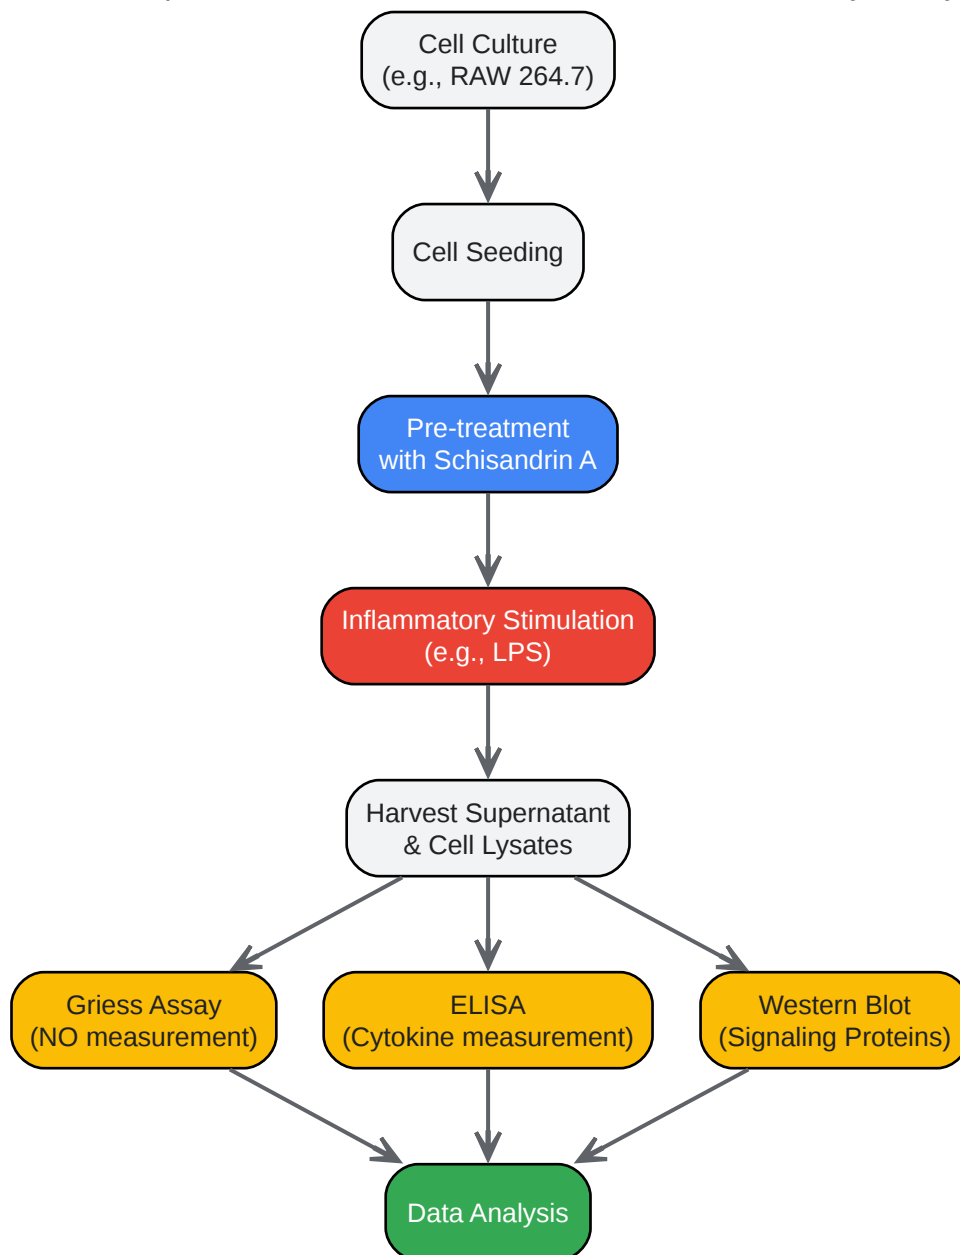 Cell Culture
(e.g., RAW 264.7)
Cell Seeding
Pre-treatment
with Schisandrin A
Inflammatory Stimulation
(e.g., LPS)
Harvest Supernatant
& Cell Lysates
Griess Assay
(NO measurement)
ELISA
(Cytokine measurement)
Western Blot
(Signaling Proteins)
Data Analysis